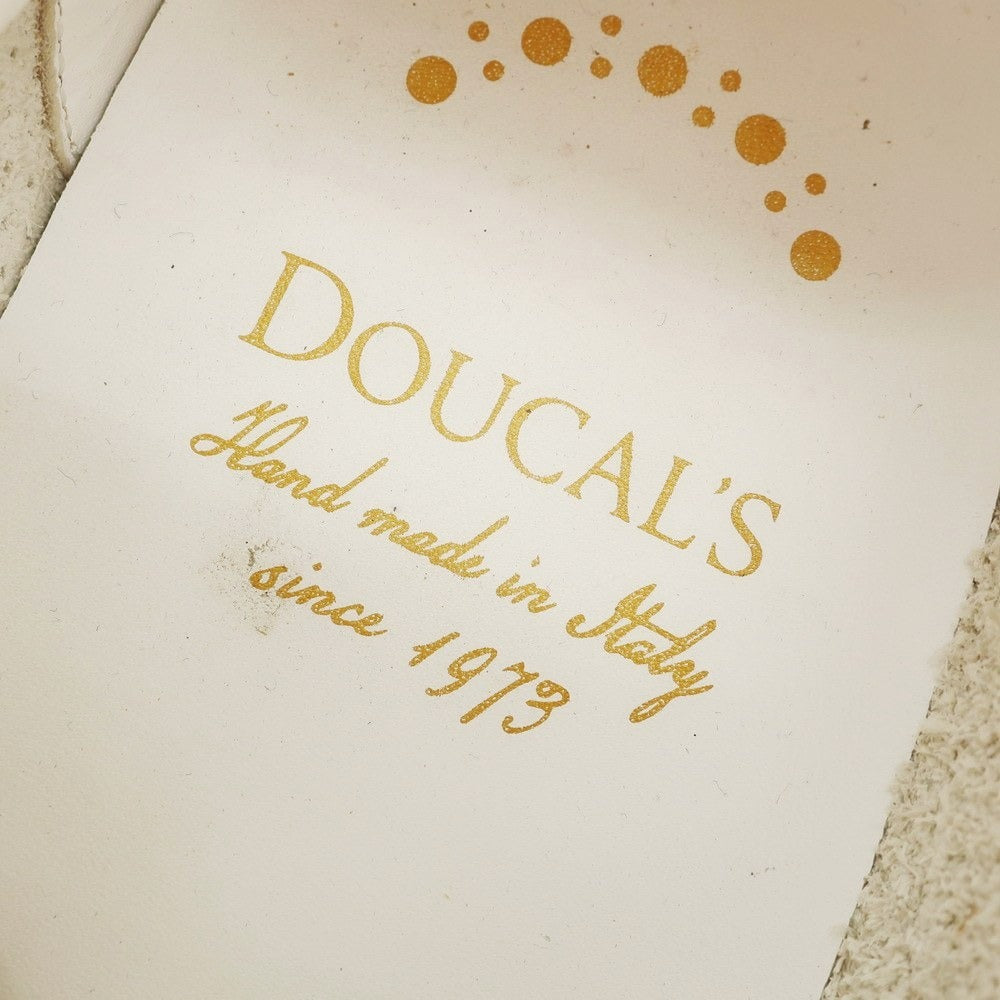 DOUCAL'S
Hand made in Italy
since 1973